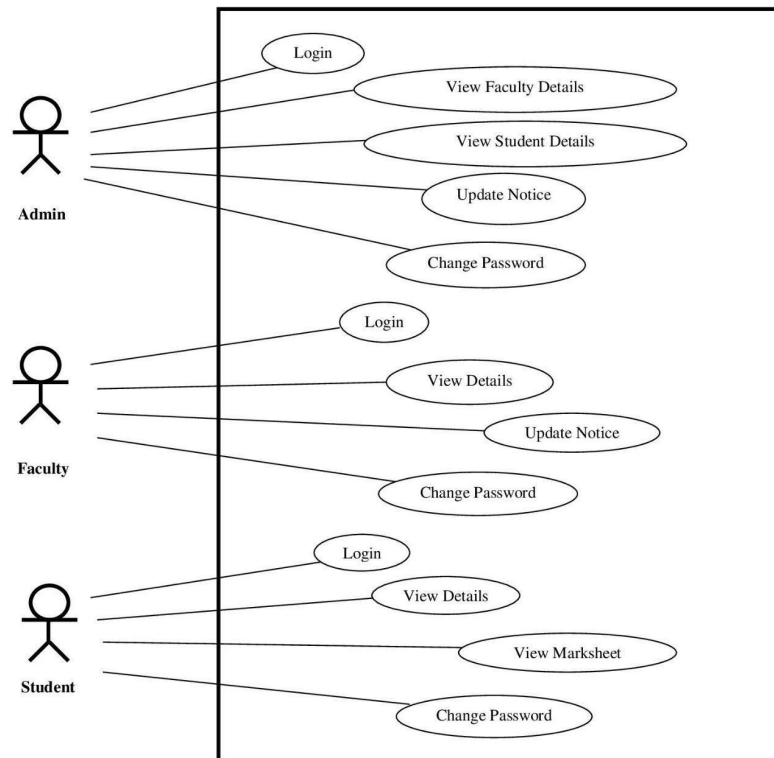 Login
View Faculty Details
View Student Details
Update Notice
Admin
Change Password
Login
View Details
Update Notice
Faculty
Change Password
Login
View Details
View Marksheet
Student
Change Password